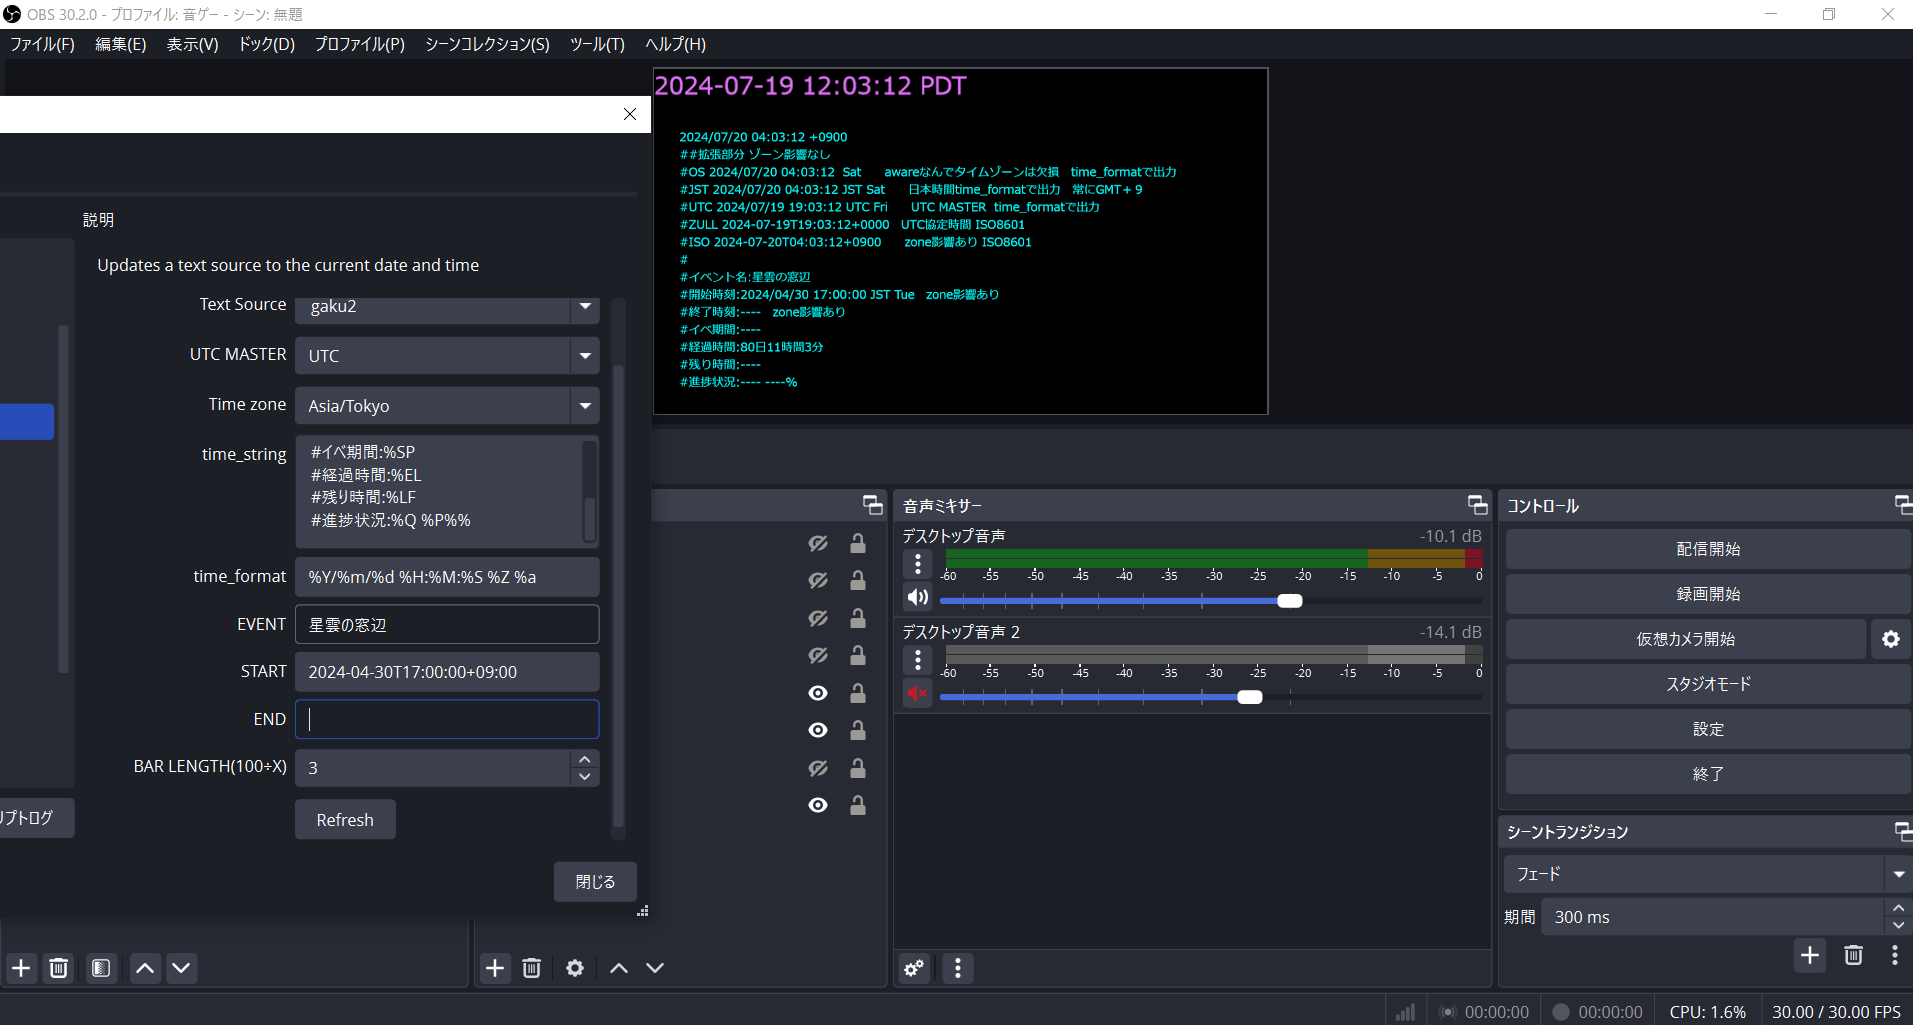 OBS 30.2.0 - プロファイル: 音ゲー - シーン: 無題
ファイル(F) 編集(E) 表示(V) ドック(D) プロファイル(P) シーンコレクション(S) ツール(T) ヘルプ(H)
2024-07-19 12:03:12 PDT
2024/07/20 04:03:12 +0900
##拡張部分 ゾーン影響なし
#OS 2024/07/20 04:03:12 Sat awareなんでタイムゾーンは欠損 time_formatで出力
#JST 2024/07/20 04:03:12 JST Sat 日本時間time_formatで出力 常にGMT+ 9
#UTC 2024/07/19 19:03:12 UTC Fri UTC MASTER time_formatで出力
#ZULL 2024-07-19T19:03:12+0000 UTC協定時間 ISO8601
#ISO 2024-07-20T04:03:12+0900 zone影響あり ISO8601
#
#イベント名:星雲の窓辺
#開始時刻:2024/04/30 17:00:00 JST Tue zone影響あり
#終了時刻:---- zone影響あり
#イベ期間:----
#経過時間:80日11時間3分
#残り時間:----
#進捗状況:---- ----%
説明
Updates a text source to the current date and time
Text Source gaku2
UTC MASTER UTC
Time zone Asia/Tokyo
time_string #イベ期間:%SP
#経過時間:%EL
#残り時間:%LF
#進捗状況:%Q %P%%
time_format %Y/%m/%d %H:%M:%S %Z %a
EVENT 星雲の窓辺
START 2024-04-30T17:00:00+09:00
END
BAR LENGTH(100÷X) 3
Refresh
プトログ
閉じる
音声ミキサー
デスクトップ音声 -10.1 dB
-60 -55 -50 -45 -40 -35 -30 -25 -20 -15 -10 -5 0
デスクトップ音声 2 -14.1 dB
-60 -55 -50 -45 -40 -35 -30 -25 -20 -15 -10 -5 0
コントロール
配信開始
録画開始
仮想カメラ開始
スタジオモード
設定
終了
シーントランジション
フェード
期間 300 ms
00:00:00 00:00:00 CPU: 1.6% 30.00 / 30.00 FPS